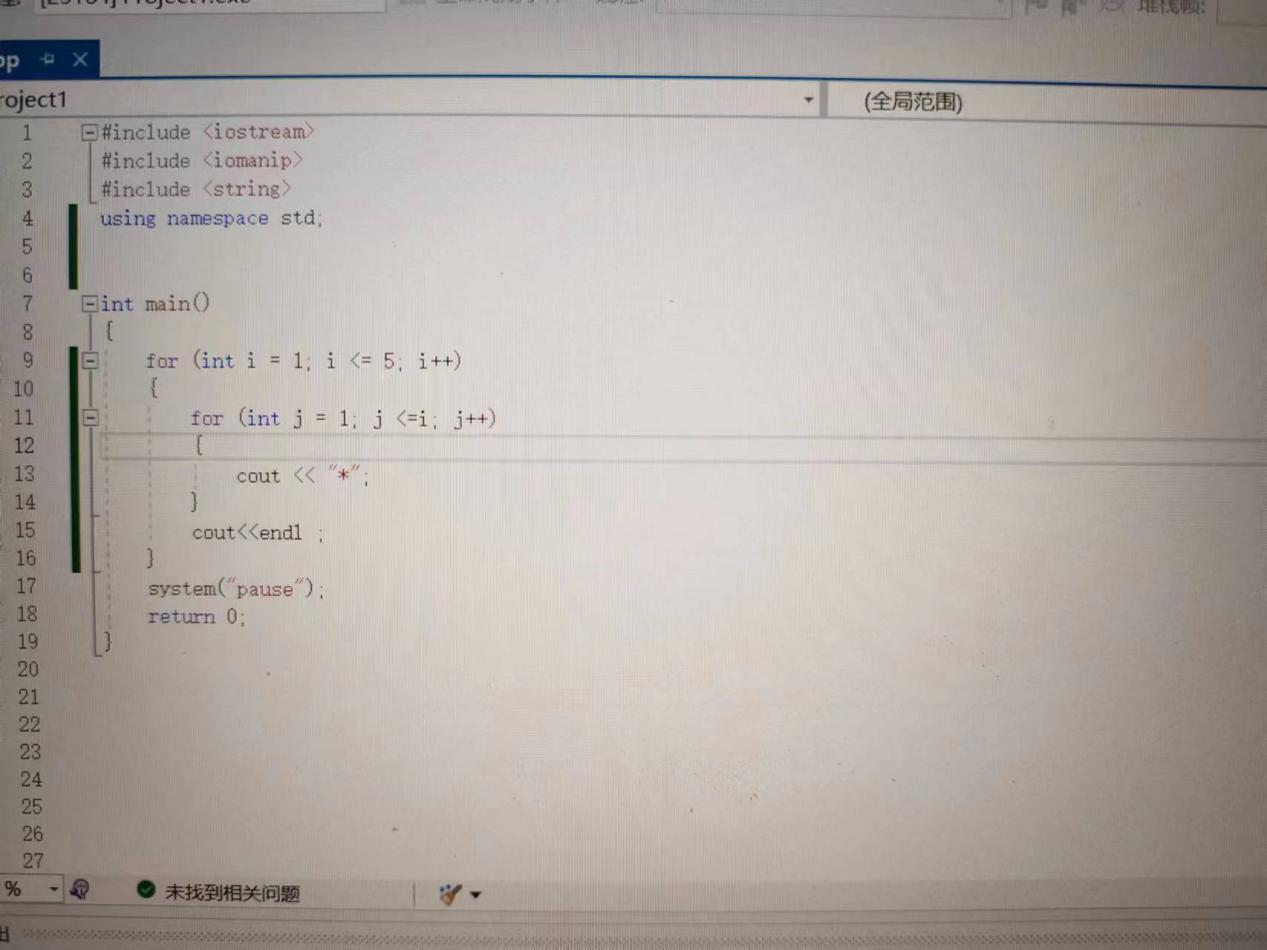 pp
roject1
(全局范围)
1 #include <iostream>
2 #include <iomanip>
3 #include <string>
4 using namespace std;
5
6
7 int main()
8 {
9 for (int i = 1; i <= 5; i++)
10 {
11 for (int j = 1; j <=i; j++)
12 {
13 cout << "*";
14 }
15 cout<<endl ;
16 }
17 system("pause");
18 return 0;
19 }
20
21
22
23
24
25
26
27
% 未找到相关问题